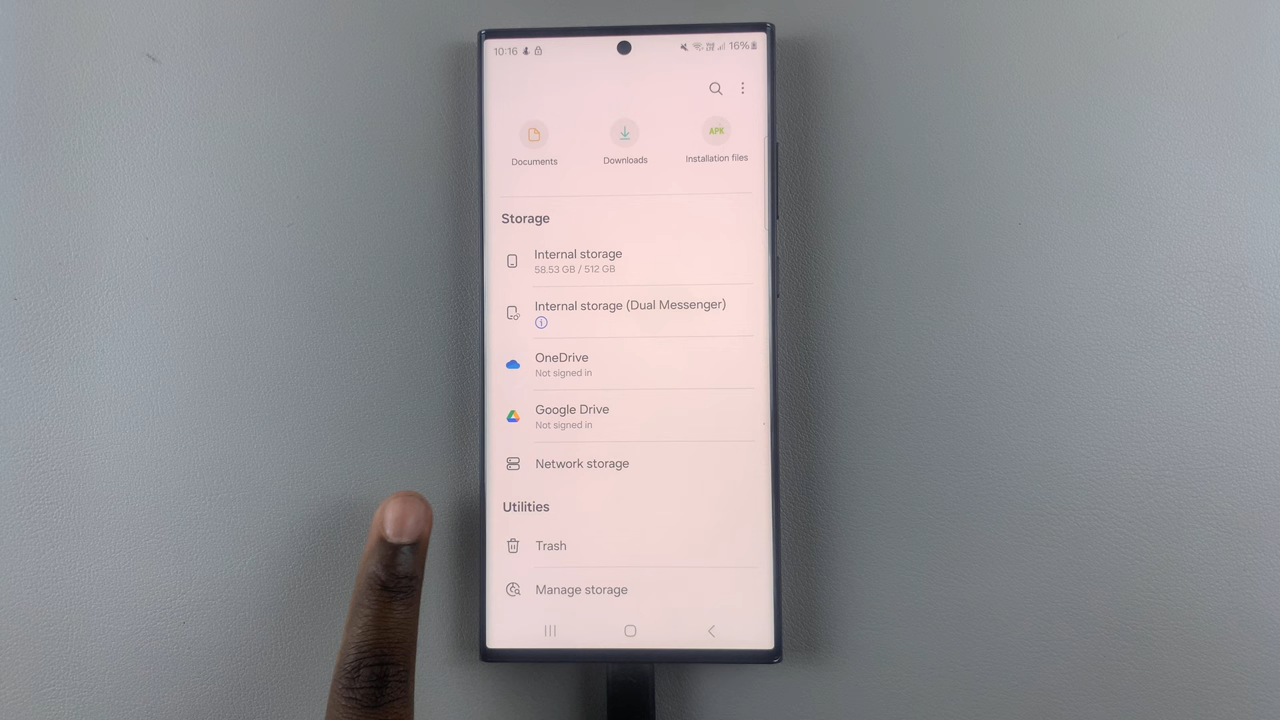 10:16
16%
APK
Documents
Downloads
Installation files
Storage
Internal storage
58.53 GB / 512 GB
Internal storage (Dual Messenger)
OneDrive
Not signed in
Google Drive
Not signed in
Network storage
Utilities
Trash
Manage storage